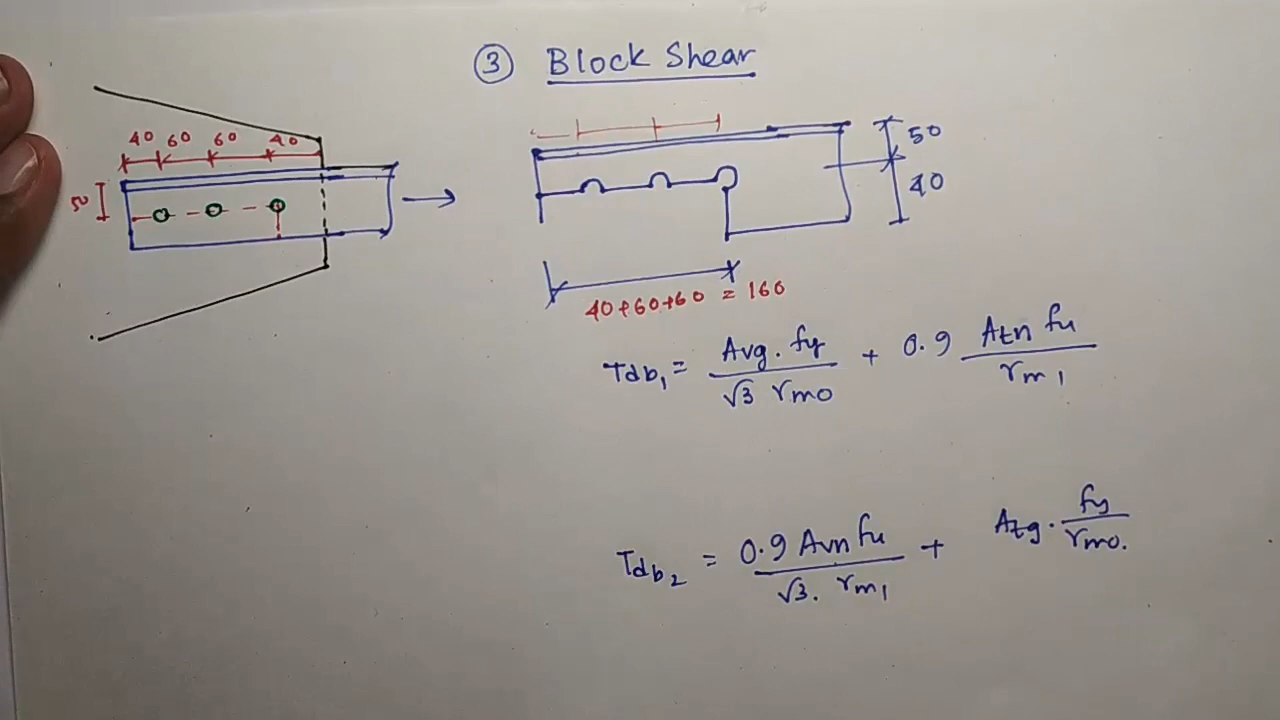 ③ Block Shear
40 60 60 40
50
50
40
40+60+60 = 160
Tdb₁ = Avg. fy / √3 γm0 + 0.9 Atn fu / γm1
Tdb₂ = 0.9 Avn fu / √3. γm1 + Atg. fy / γm0.